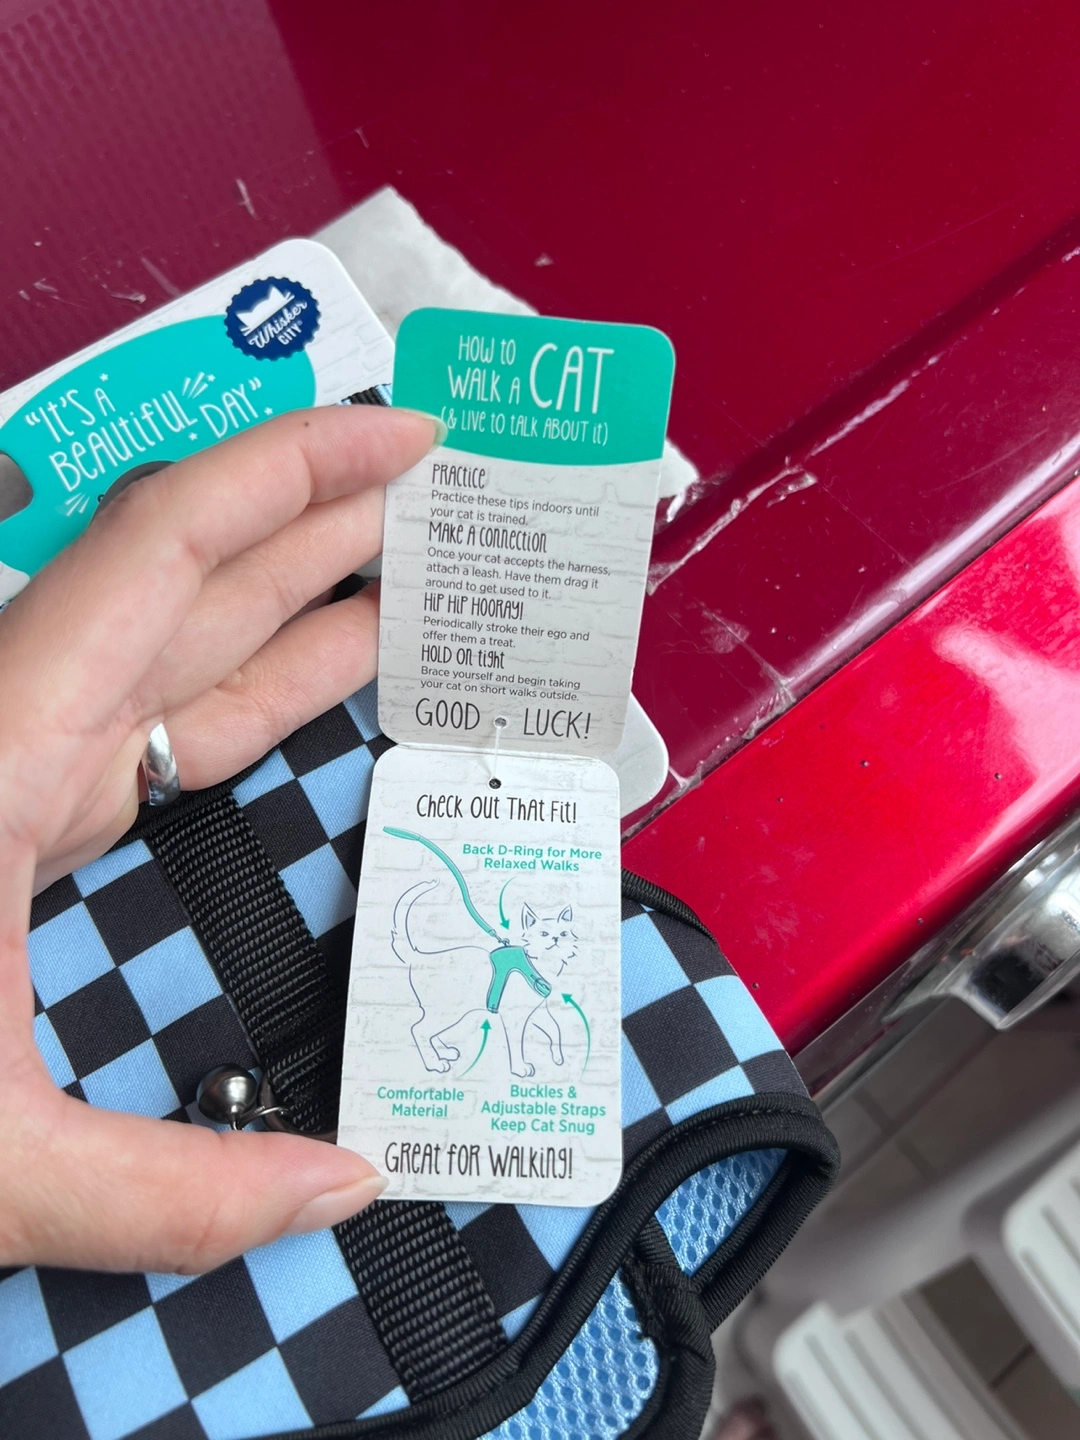 "It's A
Beautiful
Day"
Whisker
City®
How to
Walk a CAT
(& Live to talk About it)
Practice
Practice these tips indoors until
your cat is trained.
Make A Connection
Once your cat accepts the harness,
attach a leash. Have them drag it
around to get used to it.
Hip Hip Hooray!
Periodically stroke their ego and
offer them a treat.
Hold On tight
Brace yourself and begin taking
your cat on short walks outside.
Good Luck!
Check Out That Fit!
Back D-Ring for More
Relaxed Walks
Comfortable
Material
Buckles &
Adjustable Straps
Keep Cat Snug
Great for Walking!